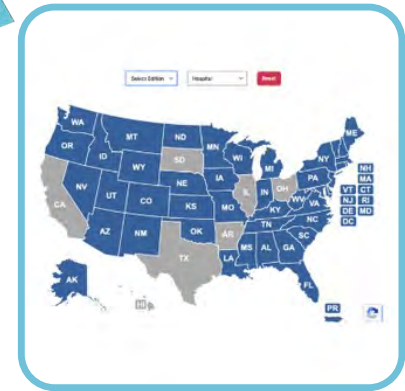 Select Edition Hospital Reset
WA
MT
ND
MN
ME
OR
ID
SD
WI
MI
NY
WY
IA
PA
NH
NV
NE
IL
IN
OH
MA
UT
CO
WV
VA
VT CT
CA
KS
MO
KY
NJ RI
NC
DE MD
AZ
NM
OK
AR
TN
SC
DC
TX
MS
AL
GA
LA
AK
FL
HI
PR